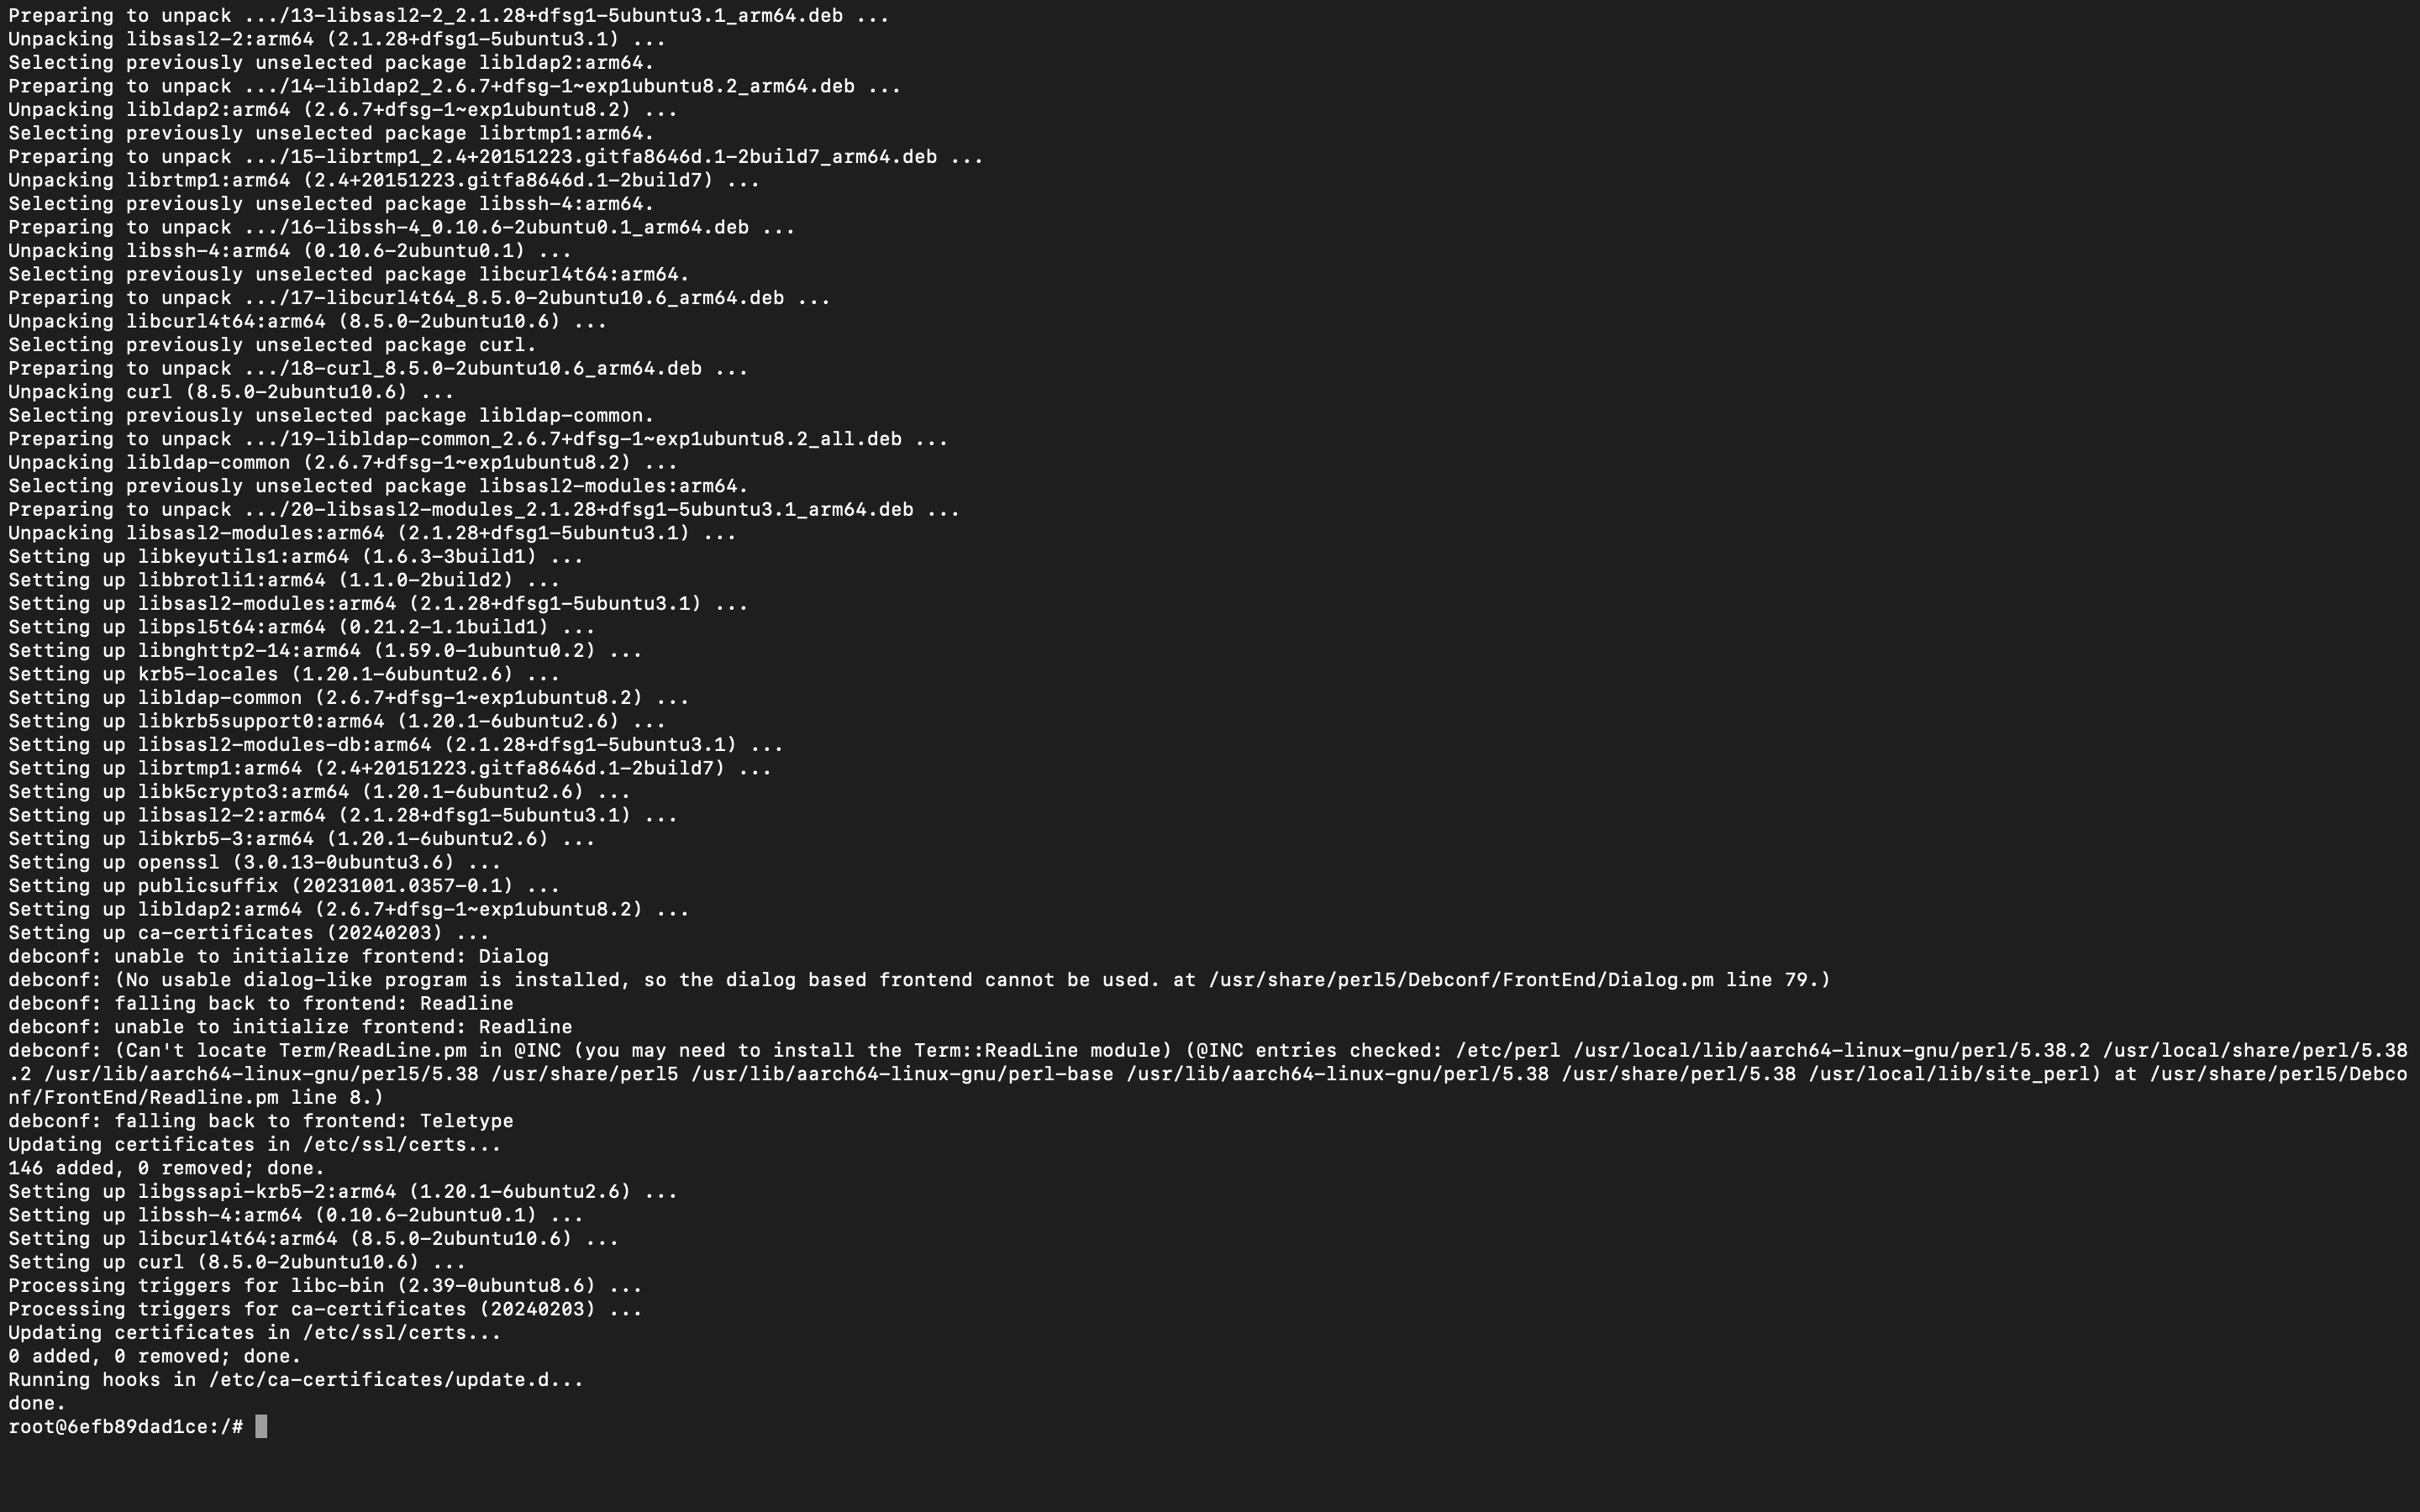 Preparing to unpack .../13-libsasl2-2_2.1.28+dfsg1-5ubuntu3.1_arm64.deb ...
Unpacking libsasl2-2:arm64 (2.1.28+dfsg1-5ubuntu3.1) ...
Selecting previously unselected package libldap2:arm64.
Preparing to unpack .../14-libldap2_2.6.7+dfsg-1~exp1ubuntu8.2_arm64.deb ...
Unpacking libldap2:arm64 (2.6.7+dfsg-1~exp1ubuntu8.2) ...
Selecting previously unselected package librtmp1:arm64.
Preparing to unpack .../15-librtmp1_2.4+20151223.gitfa8646d.1-2build7_arm64.deb ...
Unpacking librtmp1:arm64 (2.4+20151223.gitfa8646d.1-2build7) ...
Selecting previously unselected package libssh-4:arm64.
Preparing to unpack .../16-libssh-4_0.10.6-2ubuntu0.1_arm64.deb ...
Unpacking libssh-4:arm64 (0.10.6-2ubuntu0.1) ...
Selecting previously unselected package libcurl4t64:arm64.
Preparing to unpack .../17-libcurl4t64_8.5.0-2ubuntu10.6_arm64.deb ...
Unpacking libcurl4t64:arm64 (8.5.0-2ubuntu10.6) ...
Selecting previously unselected package curl.
Preparing to unpack .../18-curl_8.5.0-2ubuntu10.6_arm64.deb ...
Unpacking curl (8.5.0-2ubuntu10.6) ...
Selecting previously unselected package libldap-common.
Preparing to unpack .../19-libldap-common_2.6.7+dfsg-1~exp1ubuntu8.2_all.deb ...
Unpacking libldap-common (2.6.7+dfsg-1~exp1ubuntu8.2) ...
Selecting previously unselected package libsasl2-modules:arm64.
Preparing to unpack .../20-libsasl2-modules_2.1.28+dfsg1-5ubuntu3.1_arm64.deb ...
Unpacking libsasl2-modules:arm64 (2.1.28+dfsg1-5ubuntu3.1) ...
Setting up libkeyutils1:arm64 (1.6.3-3build1) ...
Setting up libbrotli1:arm64 (1.1.0-2build2) ...
Setting up libsasl2-modules:arm64 (2.1.28+dfsg1-5ubuntu3.1) ...
Setting up libpsl5t64:arm64 (0.21.2-1.1build1) ...
Setting up libnghttp2-14:arm64 (1.59.0-1ubuntu0.2) ...
Setting up krb5-locales (1.20.1-6ubuntu2.6) ...
Setting up libldap-common (2.6.7+dfsg-1~exp1ubuntu8.2) ...
Setting up libkrb5support0:arm64 (1.20.1-6ubuntu2.6) ...
Setting up libsasl2-modules-db:arm64 (2.1.28+dfsg1-5ubuntu3.1) ...
Setting up librtmp1:arm64 (2.4+20151223.gitfa8646d.1-2build7) ...
Setting up libk5crypto3:arm64 (1.20.1-6ubuntu2.6) ...
Setting up libsasl2-2:arm64 (2.1.28+dfsg1-5ubuntu3.1) ...
Setting up libkrb5-3:arm64 (1.20.1-6ubuntu2.6) ...
Setting up openssl (3.0.13-0ubuntu3.6) ...
Setting up publicsuffix (20231001.0357-0.1) ...
Setting up libldap2:arm64 (2.6.7+dfsg-1~exp1ubuntu8.2) ...
Setting up ca-certificates (20240203) ...
debconf: unable to initialize frontend: Dialog
debconf: (No usable dialog-like program is installed, so the dialog based frontend cannot be used. at /usr/share/perl5/Debconf/FrontEnd/Dialog.pm line 79.)
debconf: falling back to frontend: Readline
debconf: unable to initialize frontend: Readline
debconf: (Can't locate Term/ReadLine.pm in @INC (you may need to install the Term::ReadLine module) (@INC entries checked: /etc/perl /usr/local/lib/aarch64-linux-gnu/perl/5.38.2 /usr/local/share/perl/5.38
.2 /usr/lib/aarch64-linux-gnu/perl5/5.38 /usr/share/perl5 /usr/lib/aarch64-linux-gnu/perl-base /usr/lib/aarch64-linux-gnu/perl/5.38 /usr/share/perl/5.38 /usr/local/lib/site_perl) at /usr/share/perl5/Debco
nf/FrontEnd/Readline.pm line 8.)
debconf: falling back to frontend: Teletype
Updating certificates in /etc/ssl/certs...
146 added, 0 removed; done.
Setting up libgssapi-krb5-2:arm64 (1.20.1-6ubuntu2.6) ...
Setting up libssh-4:arm64 (0.10.6-2ubuntu0.1) ...
Setting up libcurl4t64:arm64 (8.5.0-2ubuntu10.6) ...
Setting up curl (8.5.0-2ubuntu10.6) ...
Processing triggers for libc-bin (2.39-0ubuntu8.6) ...
Processing triggers for ca-certificates (20240203) ...
Updating certificates in /etc/ssl/certs...
0 added, 0 removed; done.
Running hooks in /etc/ca-certificates/update.d...
done.
root@6efb89dad1ce:/#